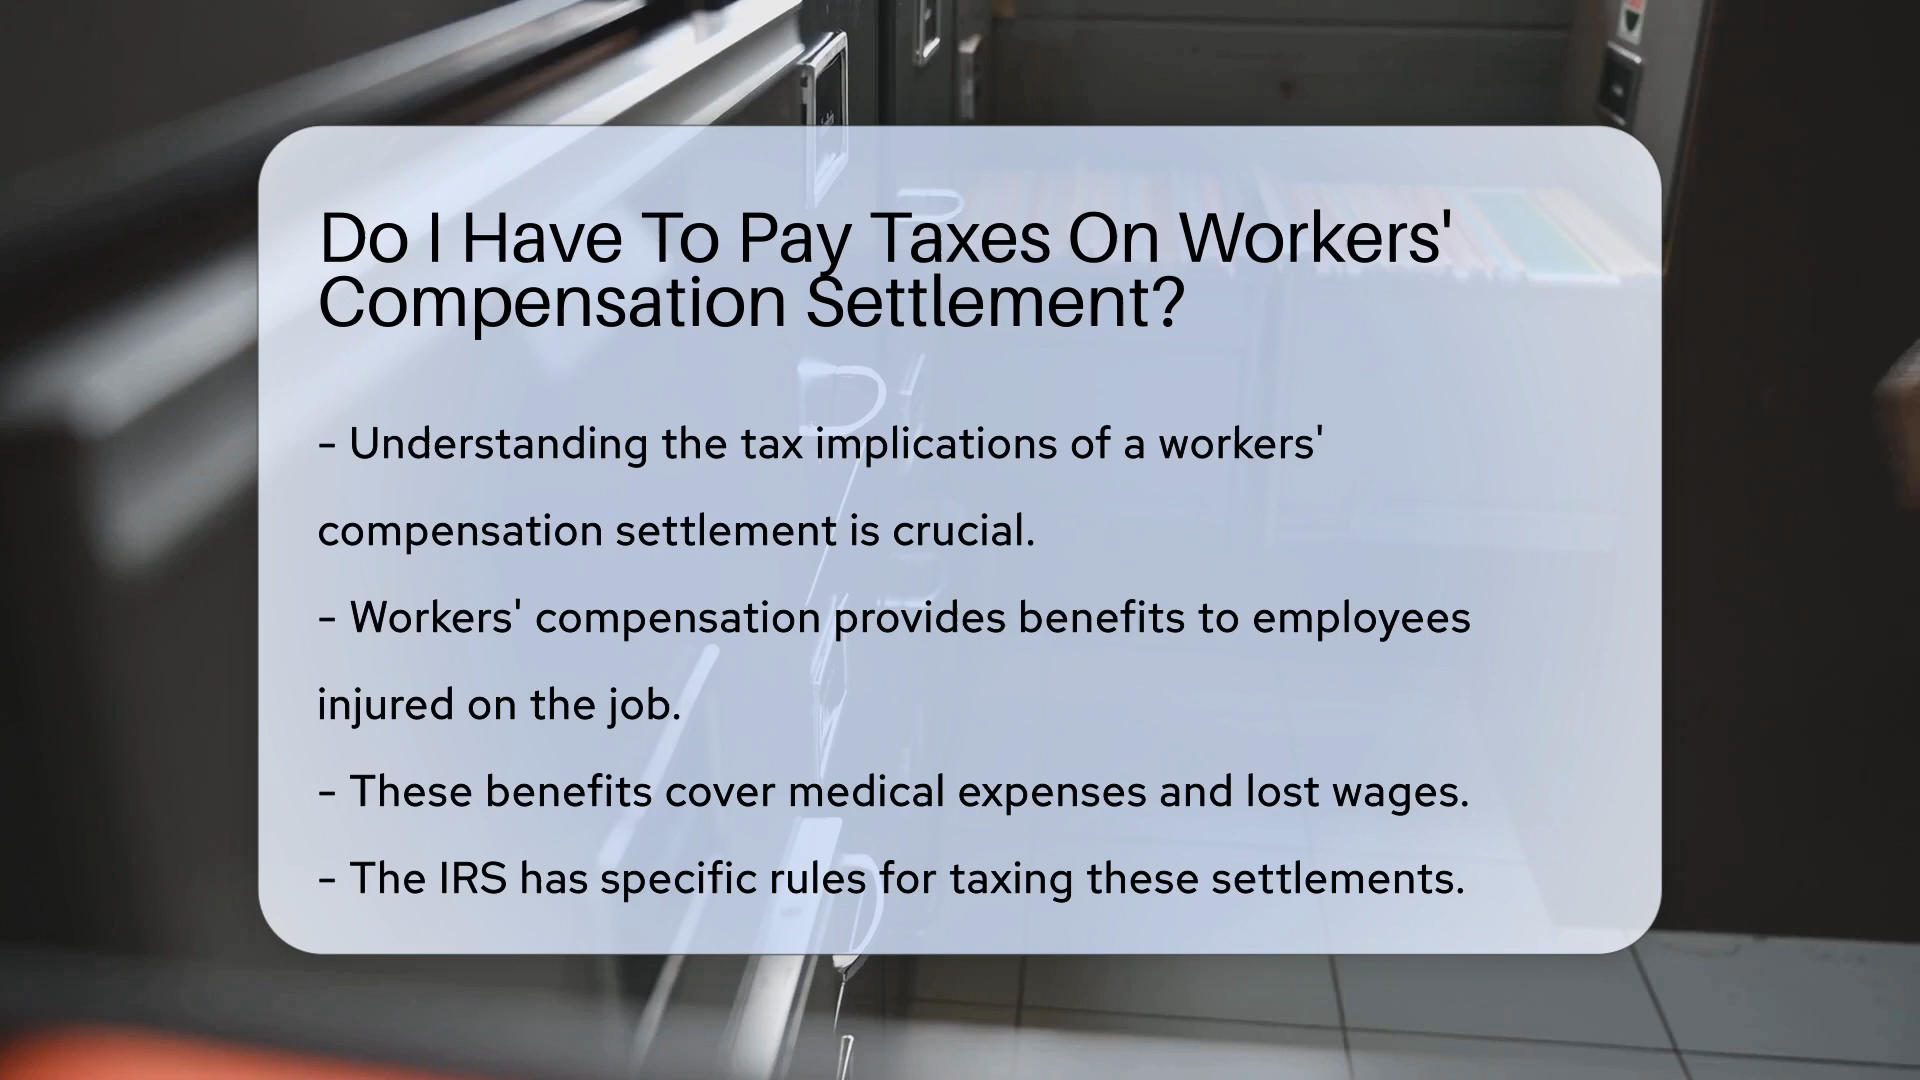 Do I Have To Pay Taxes On Workers'
Compensation Settlement?
- Understanding the tax implications of a workers'
compensation settlement is crucial.
- Workers' compensation provides benefits to employees
injured on the job.
- These benefits cover medical expenses and lost wages.
- The IRS has specific rules for taxing these settlements.